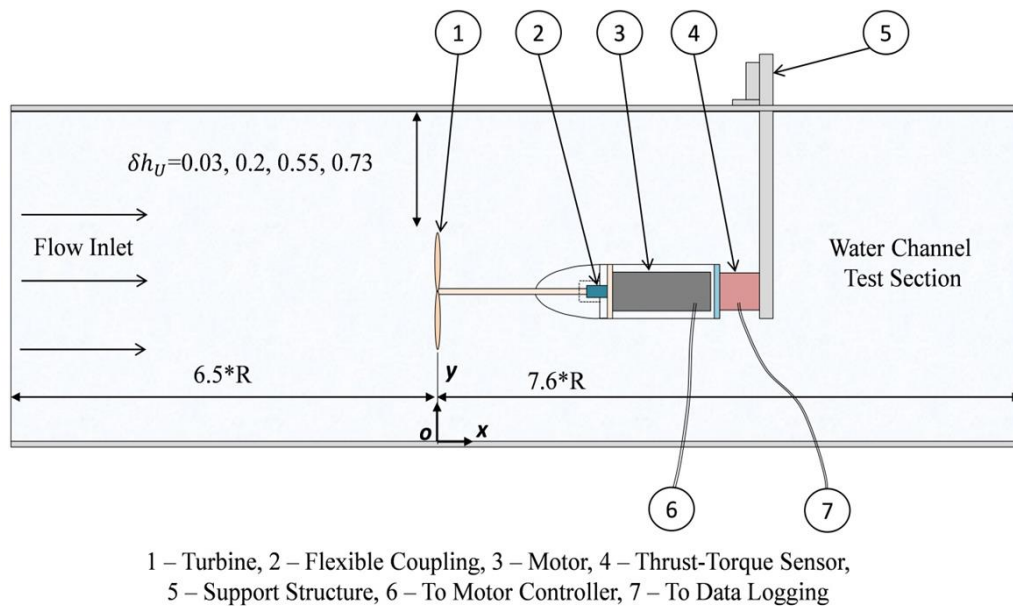 1
2
3
4
5
δh_U=0.03, 0.2, 0.55, 0.73
Flow Inlet
Water Channel
Test Section
6.5*R
y
7.6*R
o
x
6
7
1 – Turbine, 2 – Flexible Coupling, 3 – Motor, 4 – Thrust-Torque Sensor,
5 – Support Structure, 6 – To Motor Controller, 7 – To Data Logging